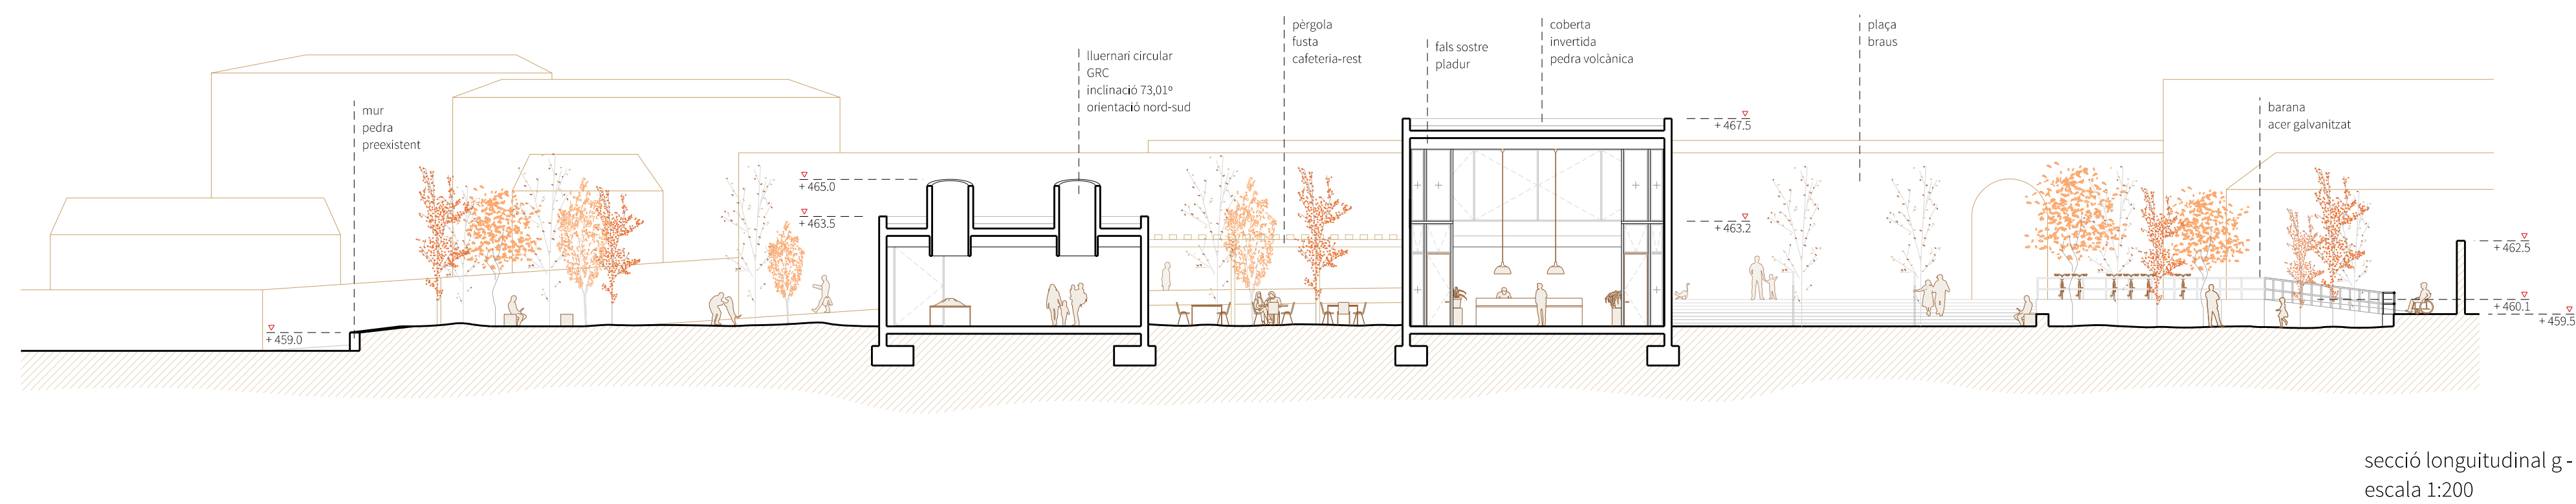 mur
pedra
preexistent
lluernari circular
GRC
inclinació 73,01º
orientació nord-sud
pèrgola
fusta
cafeteria-rest
fals sostre
pladur
coberta
invertida
pedra volcànica
plaça
braus
barana
acer galvanitzat
+ 459.0
+ 465.0
+ 463.5
+ 467.5
+ 463.2
+ 462.5
+ 460.1
+ 459.5
secció longuitudinal g -
escala 1:200